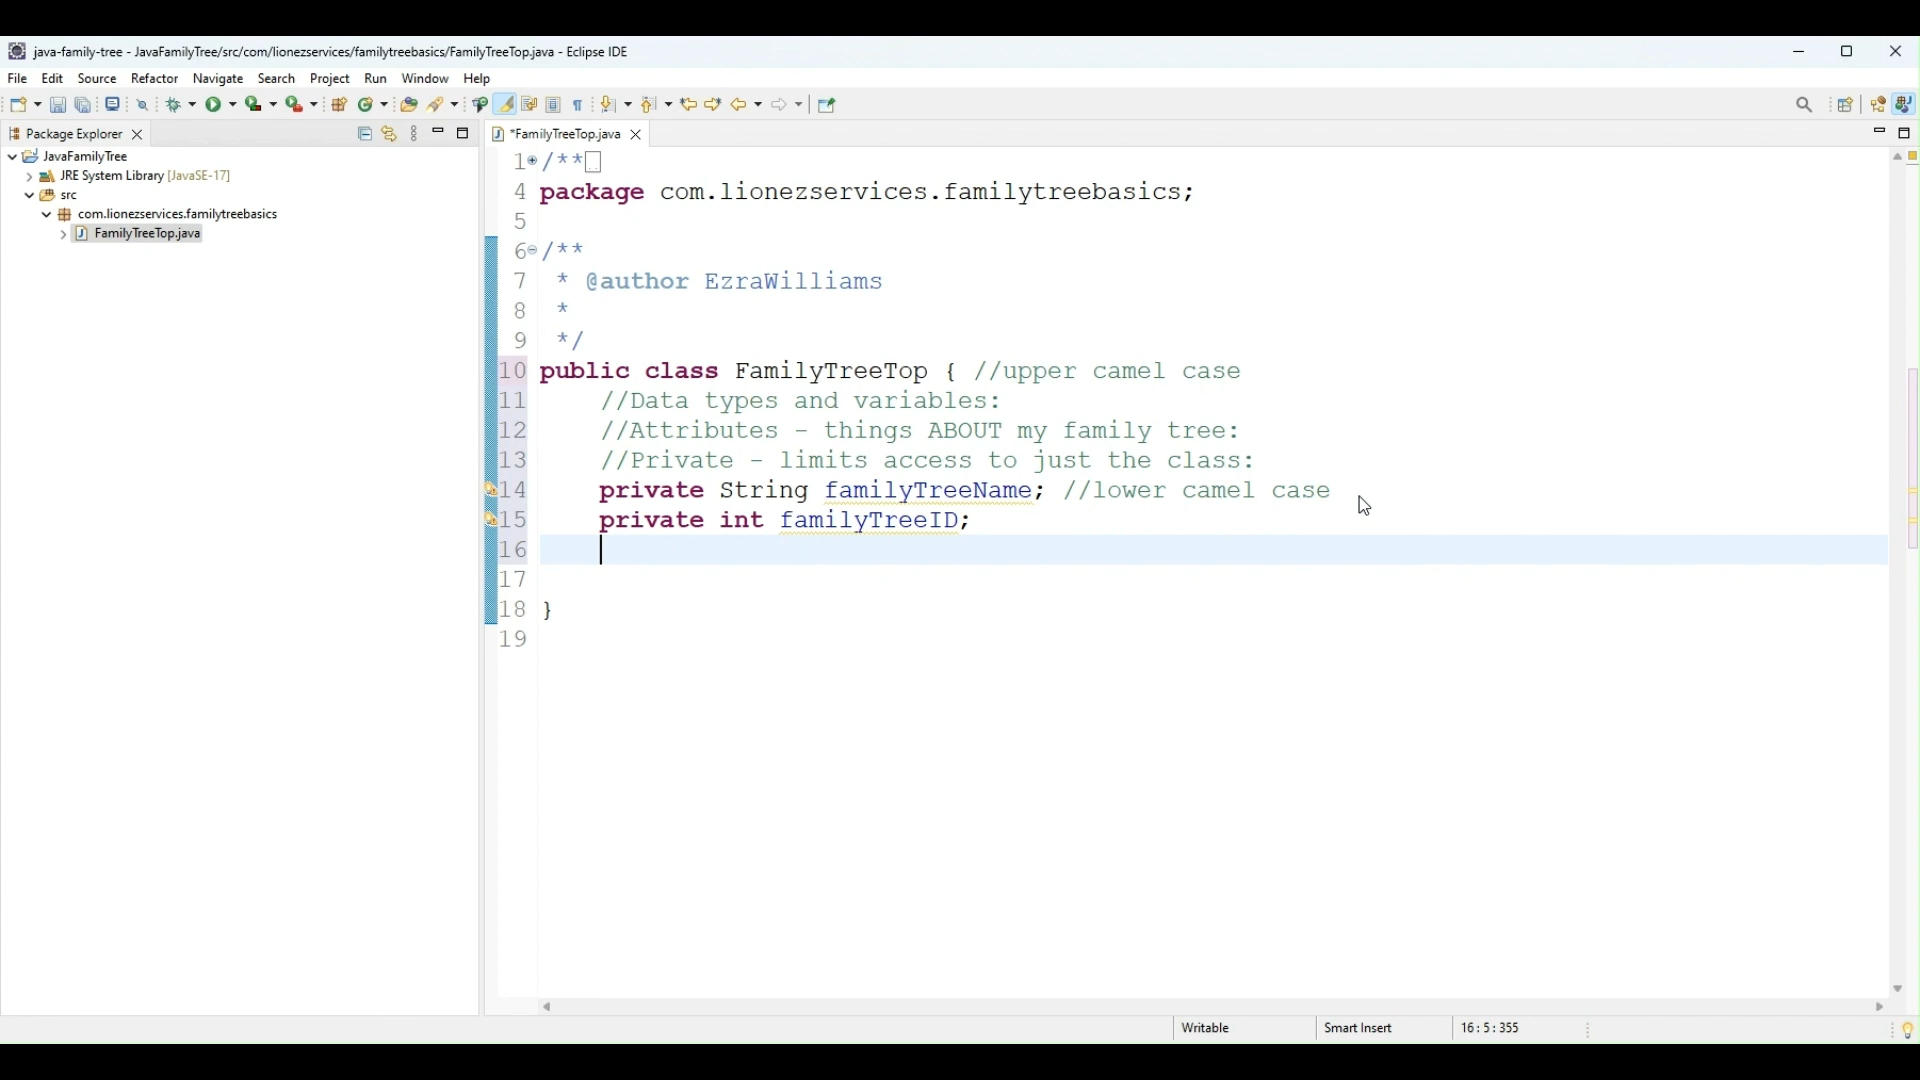 java-family-tree - JavaFamilyTree/src/com/lionezservices/familytreebasics/FamilyTreeTop.java - Eclipse IDE
File Edit Source Refactor Navigate Search Project Run Window Help
Package Explorer
*FamilyTreeTop.java
JavaFamilyTree
JRE System Library [JavaSE-17]
src
com.lionezservices.familytreebasics
FamilyTreeTop.java
1 /**
4 package com.lionezservices.familytreebasics;
5
6 /**
7 * @author EzraWilliams
8 *
9 */
10 public class FamilyTreeTop { //upper camel case
11 //Data types and variables:
12 //Attributes - things ABOUT my family tree:
13 //Private - limits access to just the class:
14 private String familyTreeName; //lower camel case
15 private int familyTreeID;
16
17
18 }
19
Writable Smart Insert 16 : 5 : 355